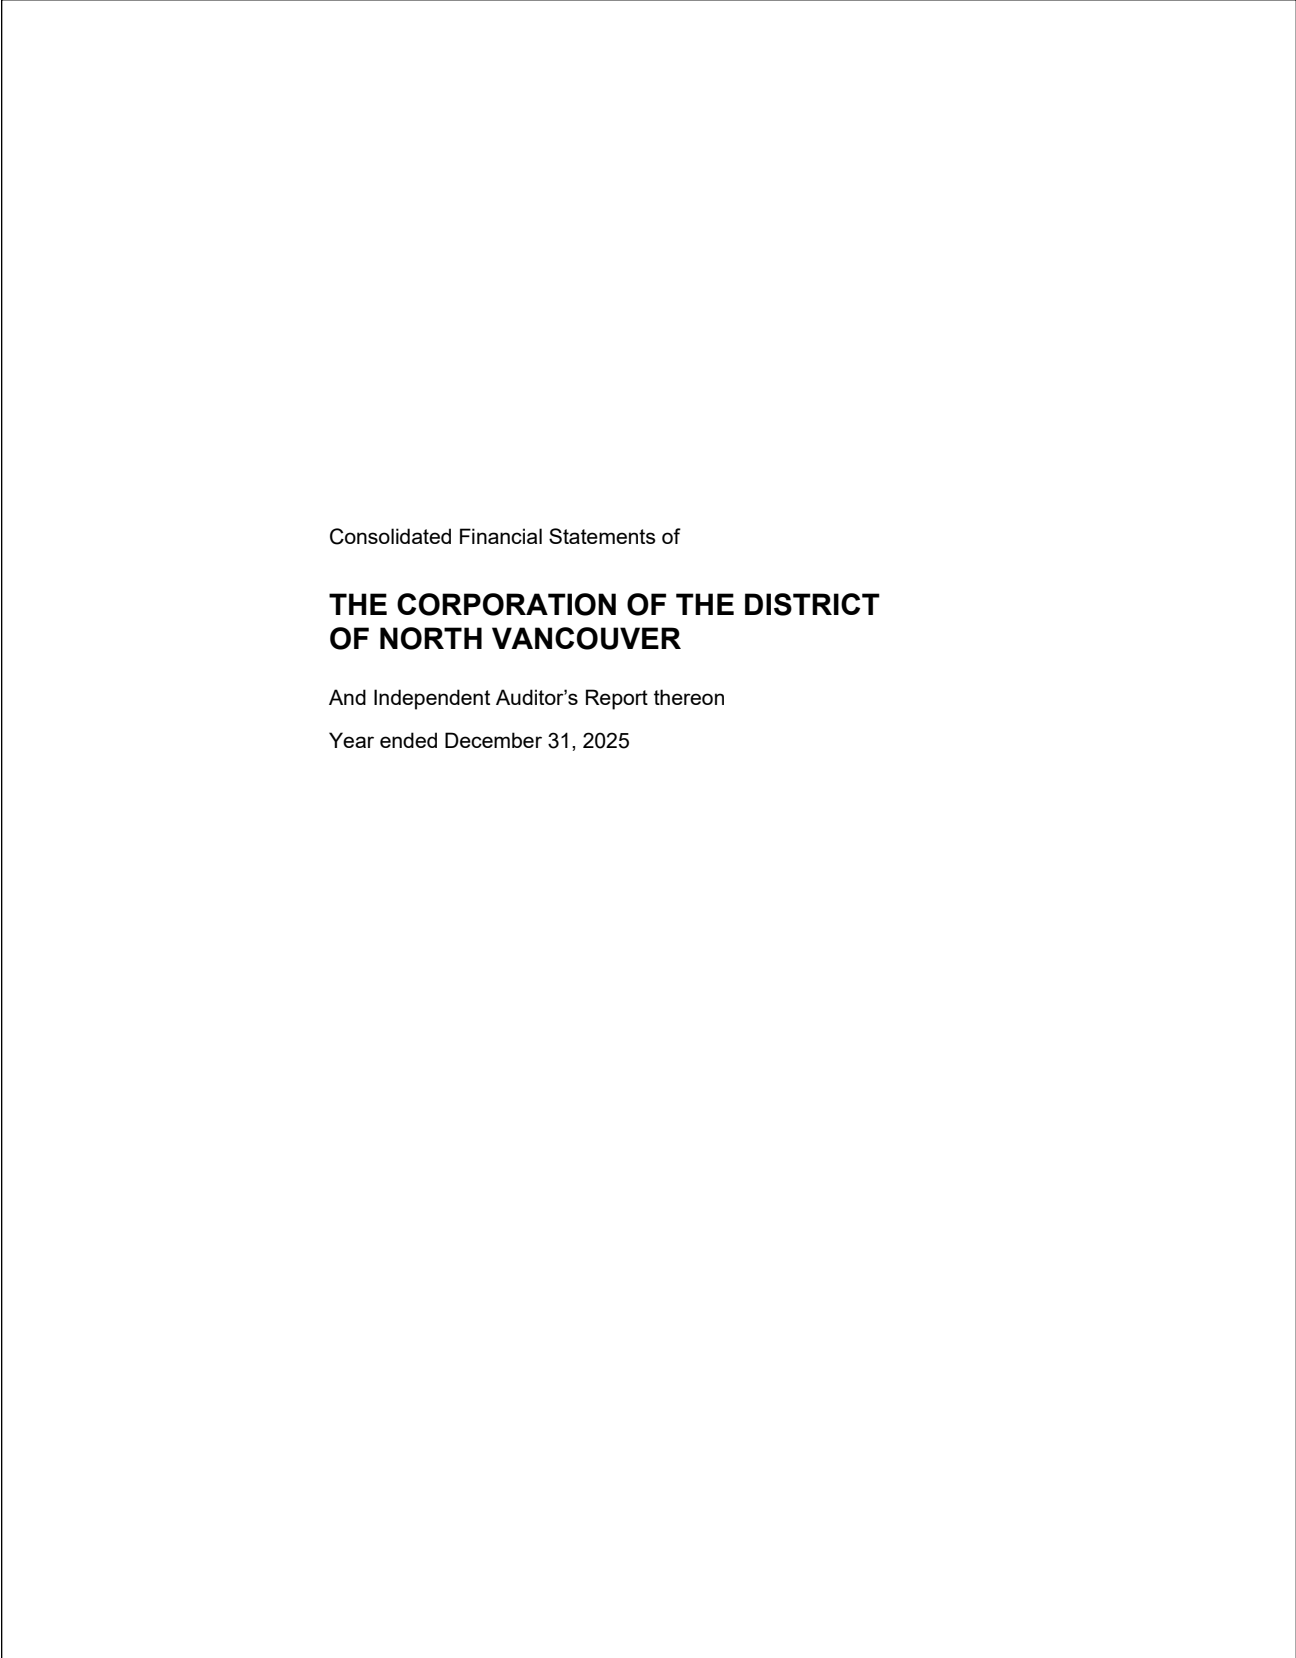 Consolidated Financial Statements of
THE CORPORATION OF THE DISTRICT
OF NORTH VANCOUVER
And Independent Auditor’s Report thereon
Year ended December 31, 2025